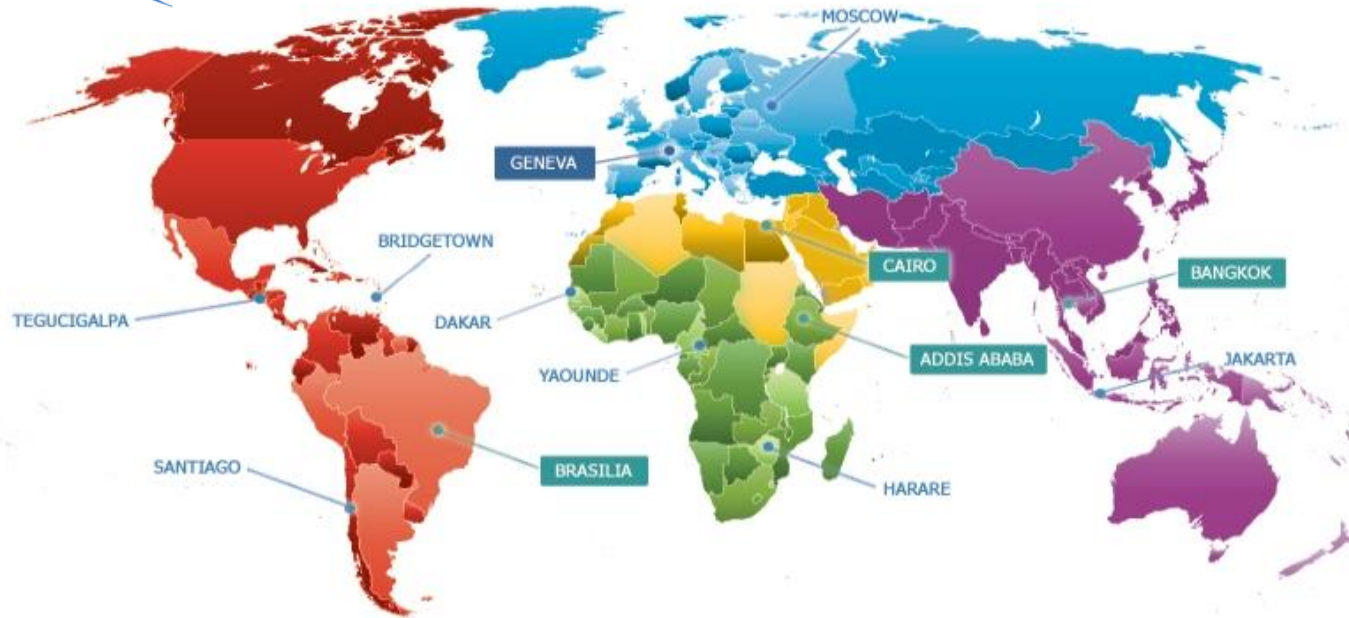 MOSCOW
GENEVA
BRIDGETOWN
CAIRO
BANGKOK
TEGUCIGALPA
DAKAR
YAOUNDE
ADDIS ABABA
JAKARTA
SANTIAGO
BRASILIA
HARARE